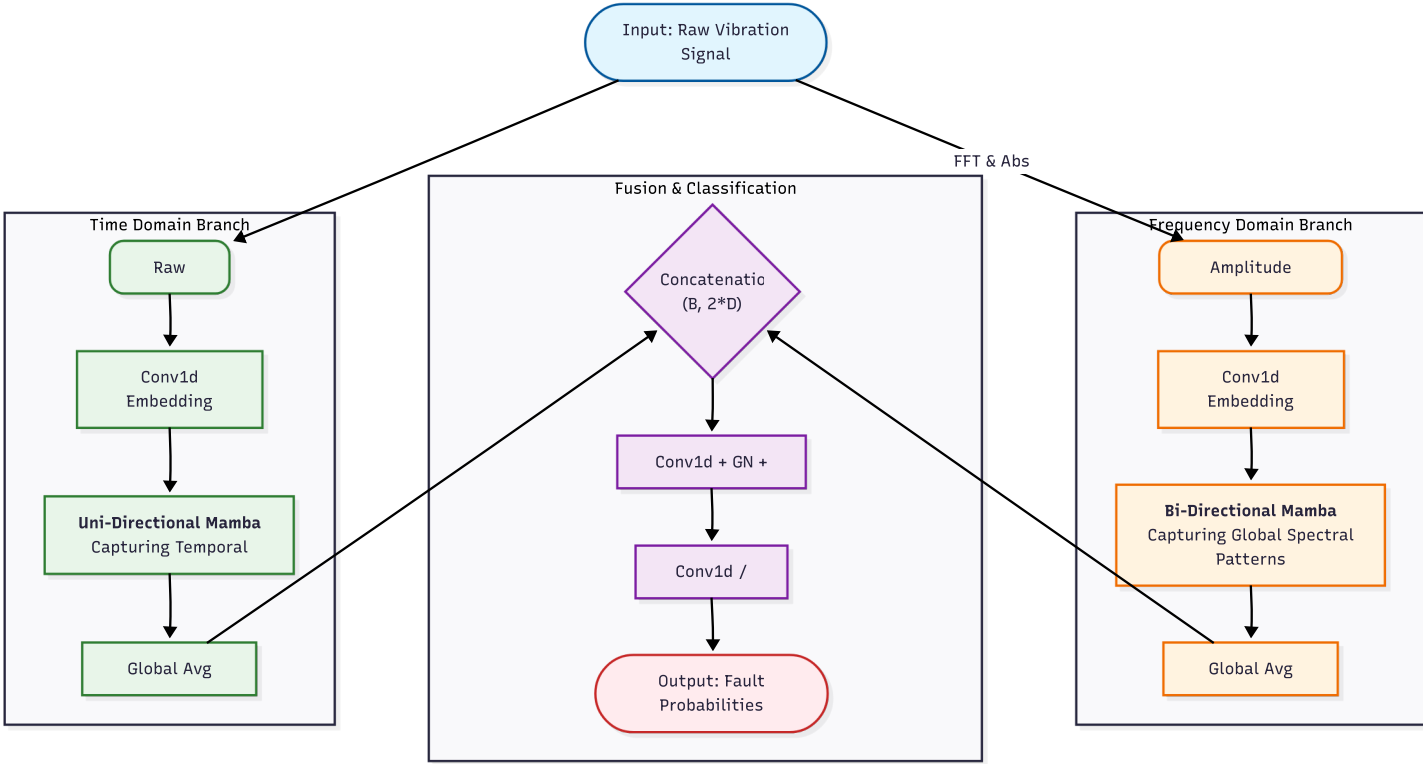 Input: Raw Vibration
Signal
FFT & Abs
Time Domain Branch
Raw
Conv1d
Embedding
Uni-Directional Mamba
Capturing Temporal
Global Avg
Fusion & Classification
Concatenatio
(B, 2*D)
Conv1d + GN +
Conv1d /
Output: Fault
Probabilities
Frequency Domain Branch
Amplitude
Conv1d
Embedding
Bi-Directional Mamba
Capturing Global Spectral
Patterns
Global Avg